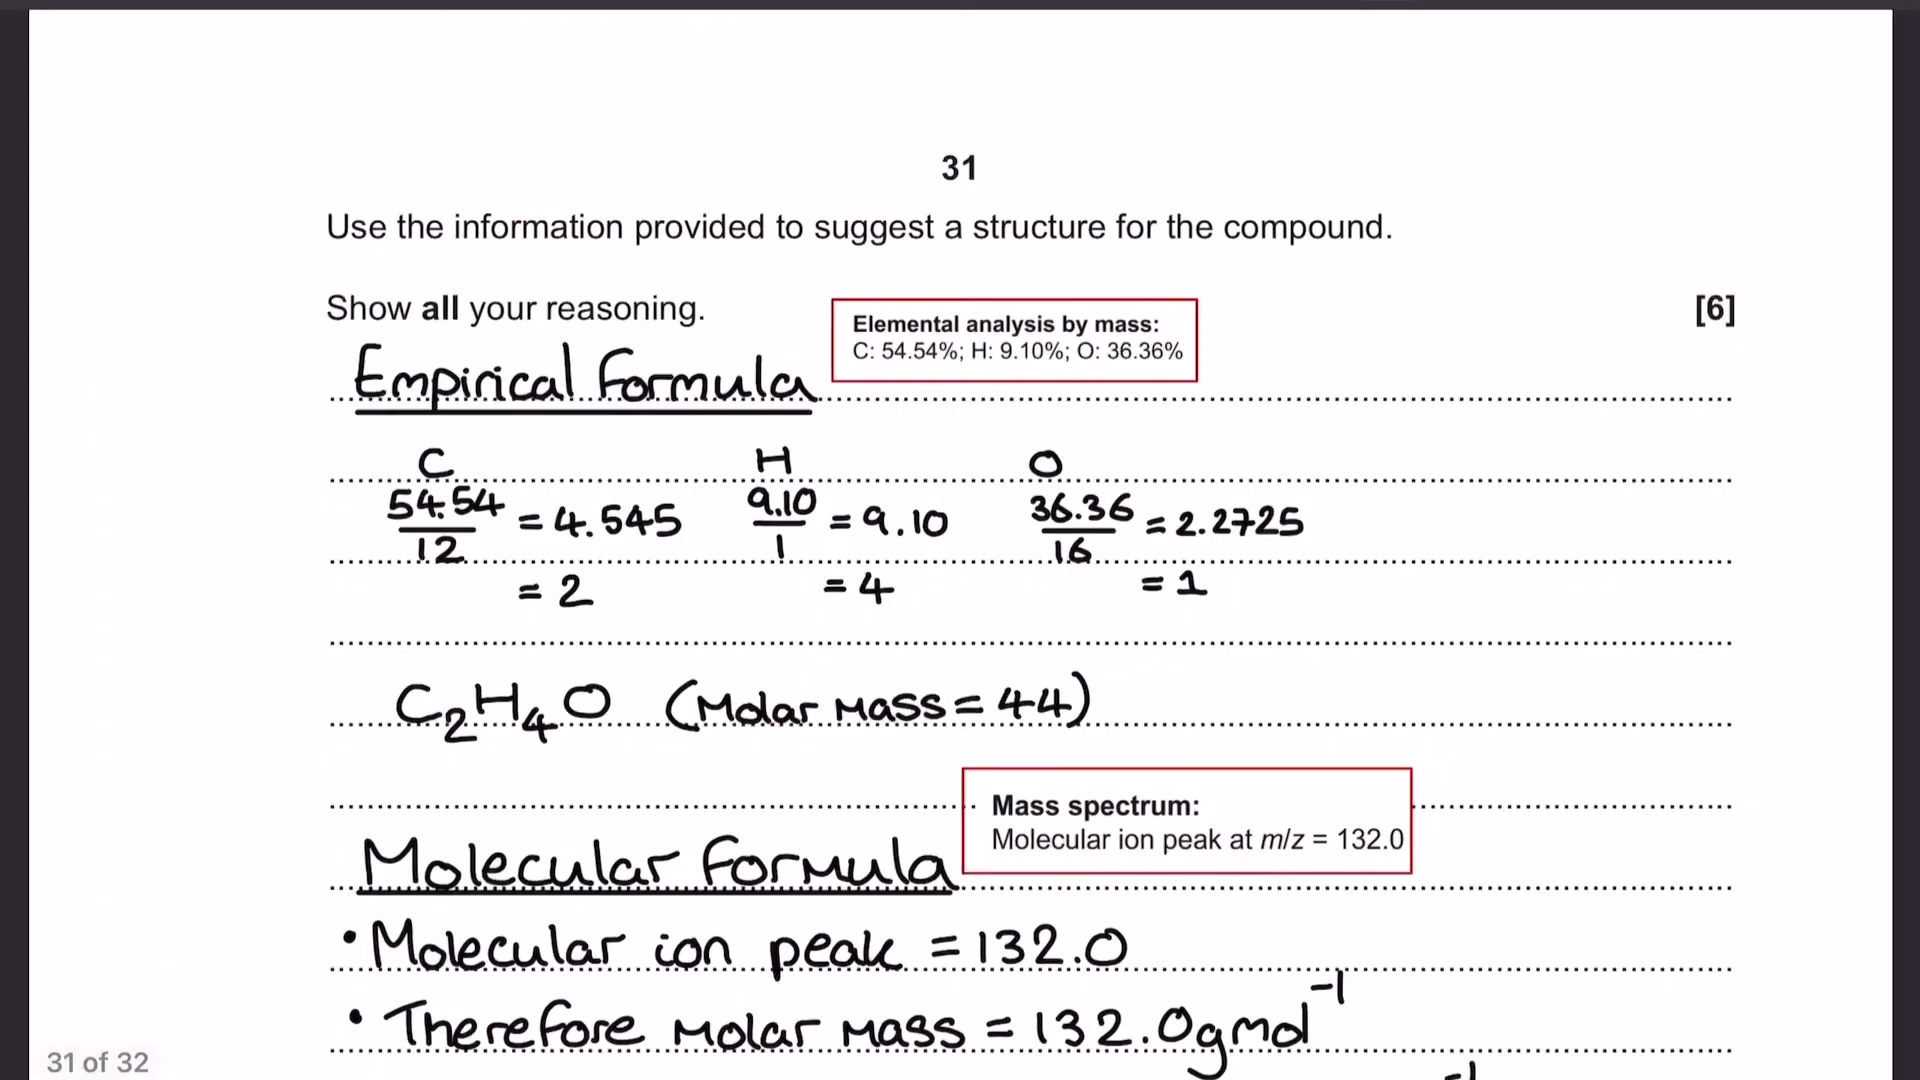 31
Use the information provided to suggest a structure for the compound.
Show all your reasoning.
[6]
Elemental analysis by mass:
C: 54.54%; H: 9.10%; O: 36.36%
Empirical Formula
C H O
54.54/12 = 4.545 9.10/1 = 9.10 36.36/16 = 2.2725
= 2 = 4 = 1
C₂H₄O (Molar mass = 44)
Mass spectrum:
Molecular ion peak at m/z = 132.0
Molecular Formula
• Molecular ion peak = 132.0
• Therefore molar mass = 132.0gmol⁻¹
31 of 32